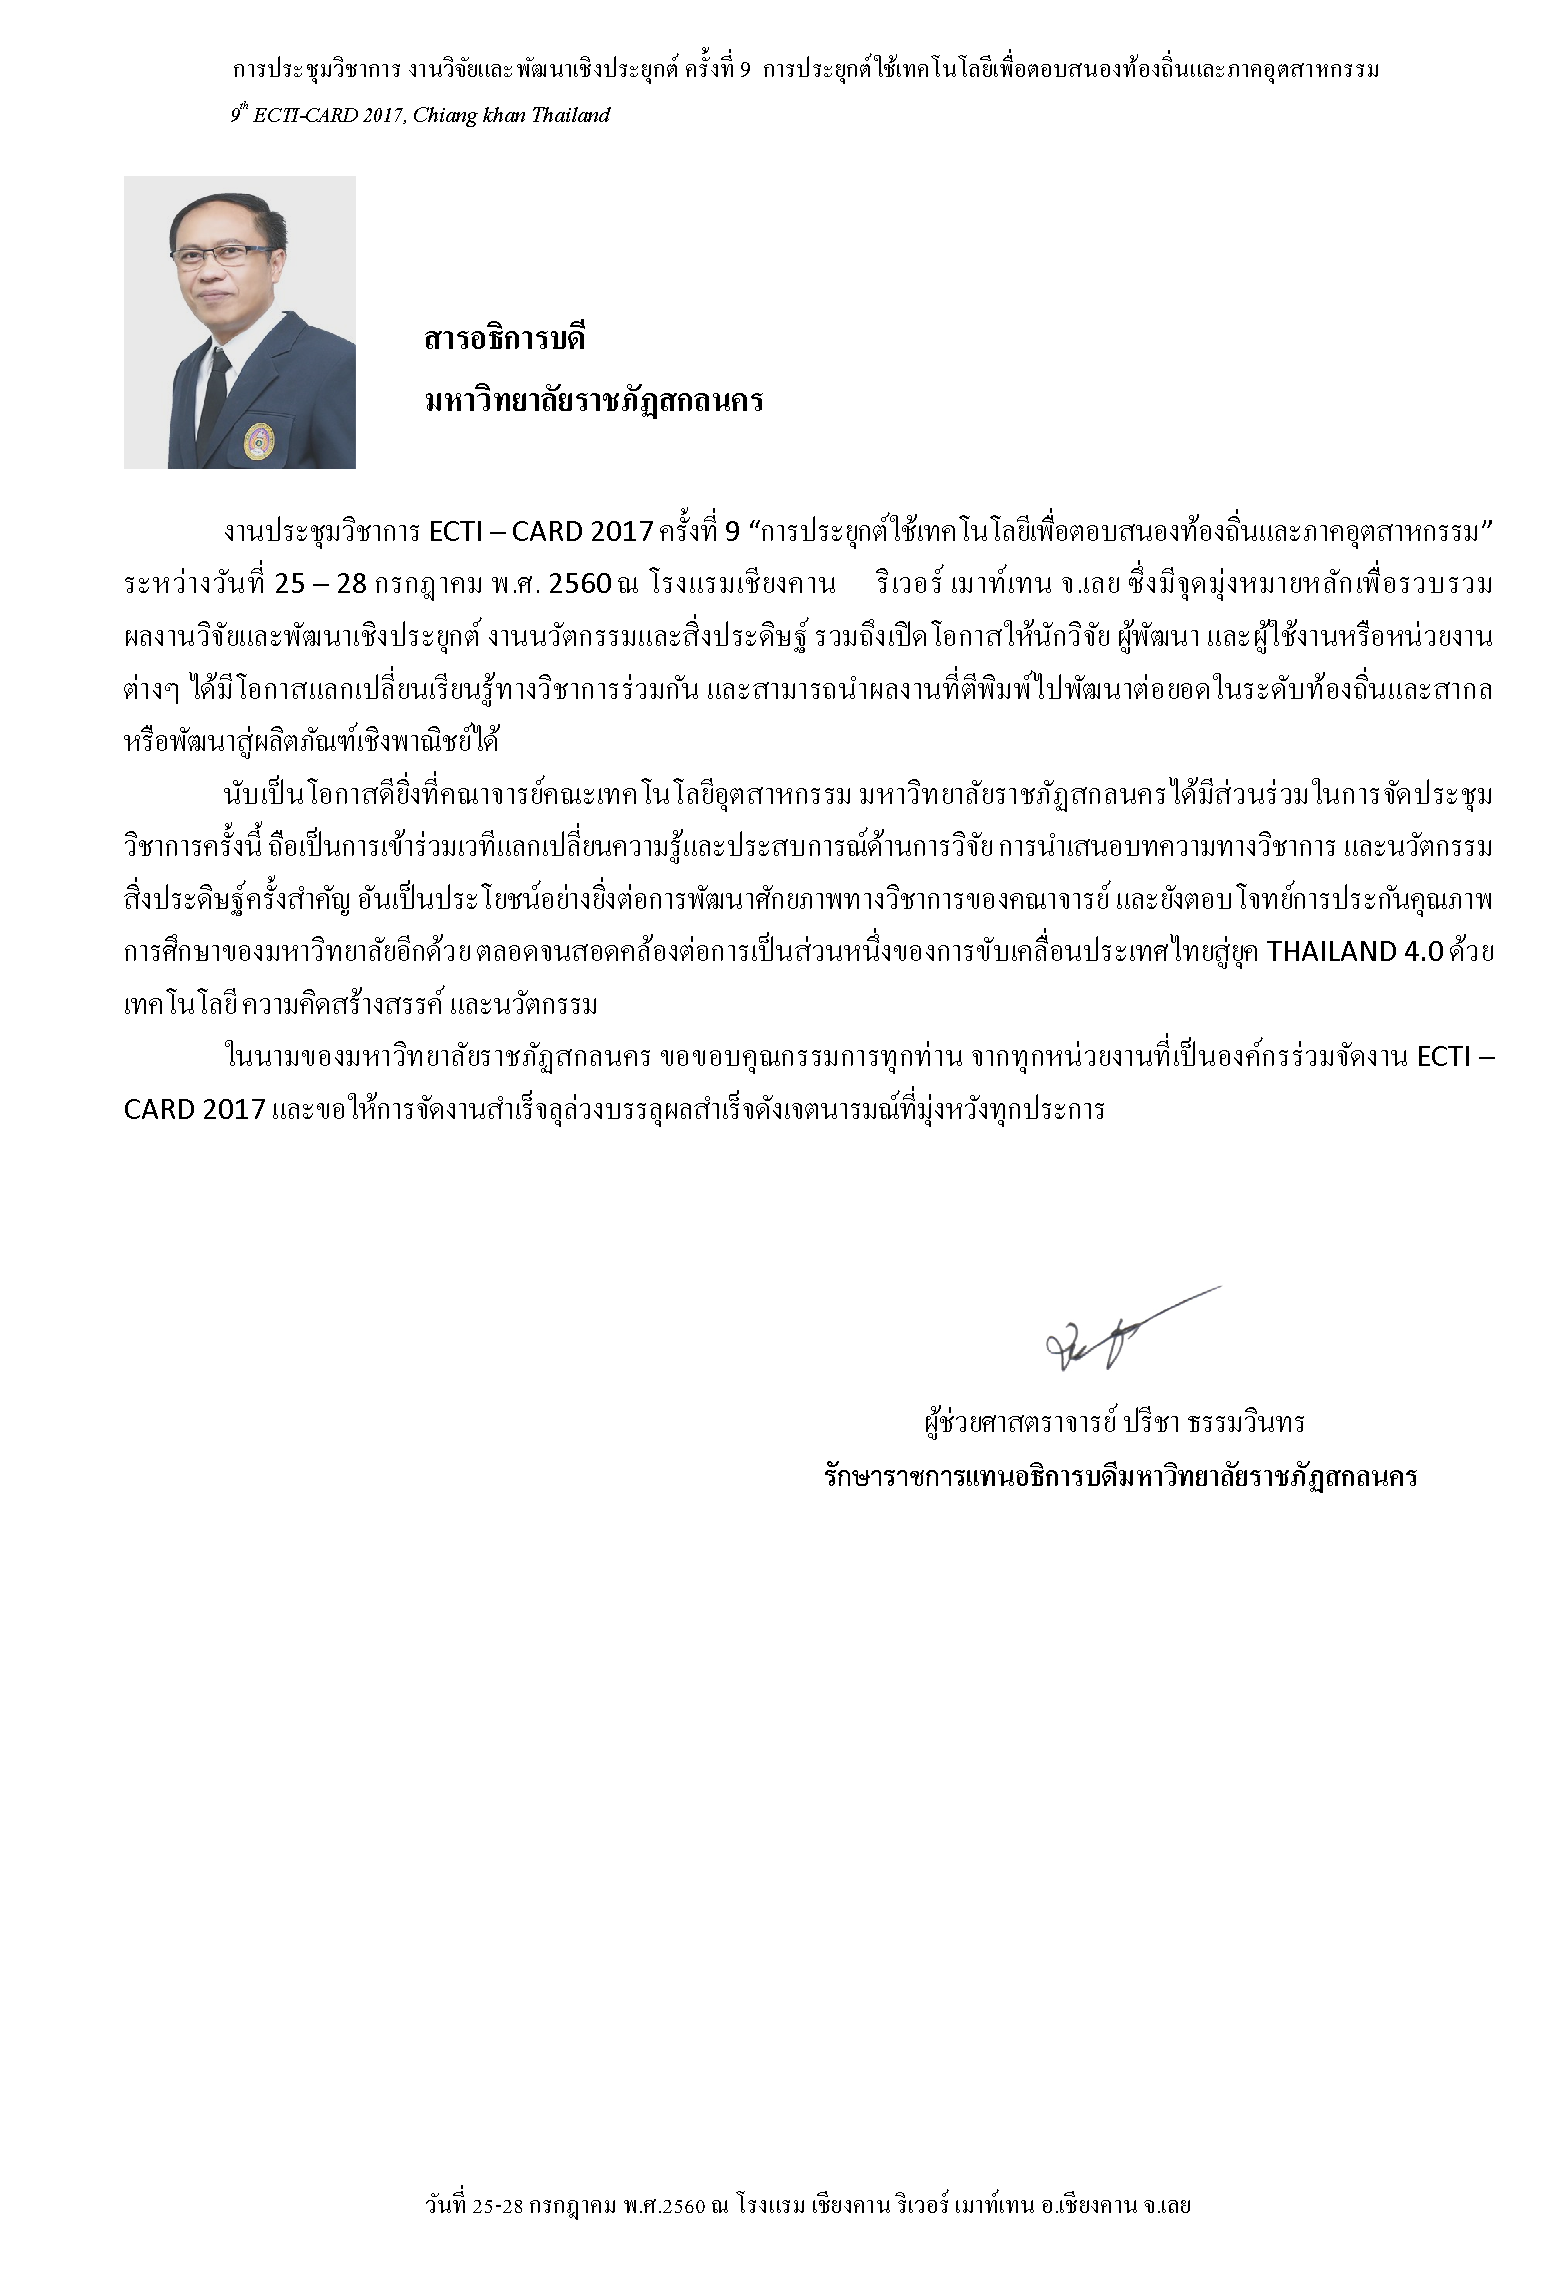 การประชุมวิชาการ งานวิจัยและพัฒนาเชิงประยุกต์ ครั้งที่ 9 การประยุกต์ใช้เทคโนโลยีเพื่อตอบสนองท้องถิ่นและภาคอุตสาหกรรม
9th ECTI-CARD 2017, Chiang khan Thailand
สารอธิการบดี
มหาวิทยาลัยราชภัฏสกลนคร
งานประชุมวิชาการ ECTI – CARD 2017 ครั้งที่ 9 “การประยุกต์ใช้เทคโนโลยีเพื่อตอบสนองท้องถิ่นและภาคอุตสาหกรรม”
ระหว่างวันที่ 25 – 28 กรกฎาคม พ.ศ. 2560 ณ โรงแรมเชียงคาน ริเวอร์ เมาท์เทน จ.เลย ซึ่งมีจุดมุ่งหมายหลักเพื่อรวบรวม
ผลงานวิจัยและพัฒนาเชิงประยุกต์ งานนวัตกรรมและสิ่งประดิษฐ์ รวมถึงเปิดโอกาสให้นักวิจัย ผู้พัฒนา และผู้ใช้งานหรือหน่วยงาน
ต่างๆ ได้มีโอกาสแลกเปลี่ยนเรียนรู้ทางวิชาการร่วมกัน และสามารถนำผลงานที่ตีพิมพ์ไปพัฒนาต่อยอดในระดับท้องถิ่นและสากล
หรือพัฒนาสู่ผลิตภัณฑ์เชิงพาณิชย์ได้
นับเป็นโอกาสดียิ่งที่คณาจารย์คณะเทคโนโลยีอุตสาหกรรม มหาวิทยาลัยราชภัฏสกลนครได้มีส่วนร่วมในการจัดประชุม
วิชาการครั้งนี้ ถือเป็นการเข้าร่วมเวทีแลกเปลี่ยนความรู้และประสบการณ์ด้านการวิจัย การนำเสนอบทความทางวิชาการ และนวัตกรรม
สิ่งประดิษฐ์ครั้งสำคัญ อันเป็นประโยชน์อย่างยิ่งต่อการพัฒนาศักยภาพทางวิชาการของคณาจารย์ และยังตอบโจทย์การประกันคุณภาพ
การศึกษาของมหาวิทยาลัยอีกด้วย ตลอดจนสอดคล้องต่อการเป็นส่วนหนึ่งของการขับเคลื่อนประเทศไทยสู่ยุค THAILAND 4.0 ด้วย
เทคโนโลยี ความคิดสร้างสรรค์ และนวัตกรรม
ในนามของมหาวิทยาลัยราชภัฏสกลนคร ขอขอบคุณกรรมการทุกท่าน จากทุกหน่วยงานที่เป็นองค์กรร่วมจัดงาน ECTI –
CARD 2017 และขอให้การจัดงานสำเร็จลุล่วงบรรลุผลสำเร็จดังเจตนารมณ์ที่มุ่งหวังทุกประการ
ผู้ช่วยศาสตราจารย์ ปรีชา ธรรมวินทร
รักษาราชการแทนอธิการบดีมหาวิทยาลัยราชภัฏสกลนคร
วันที่ 25-28 กรกฎาคม พ.ศ.2560 ณ โรงแรม เชียงคาน ริเวอร์ เมาท์เทน อ.เชียงคาน จ.เลย